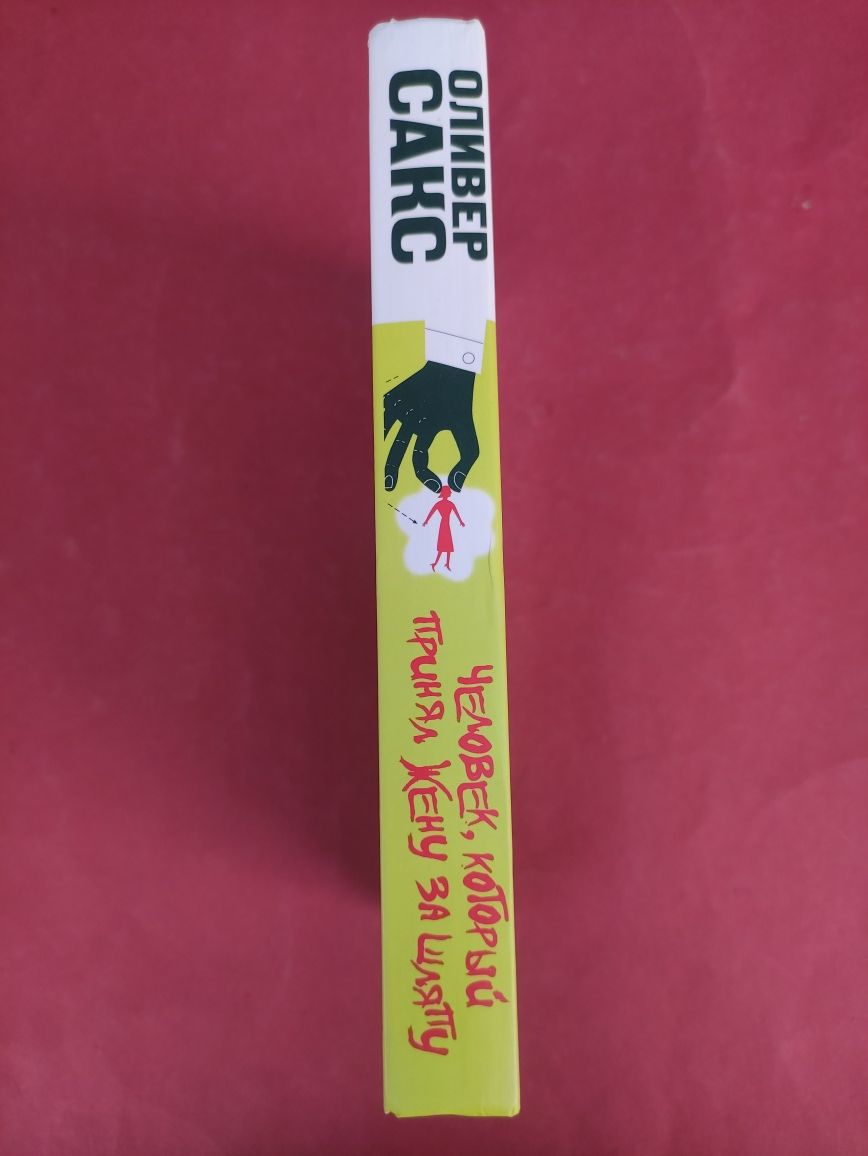 ОЛИВЕР
САКС
ЧЕЛОВЕК, КОТОРЫЙ
ПРИНЯЛ ЖЕНУ ЗА ШЛЯПУ